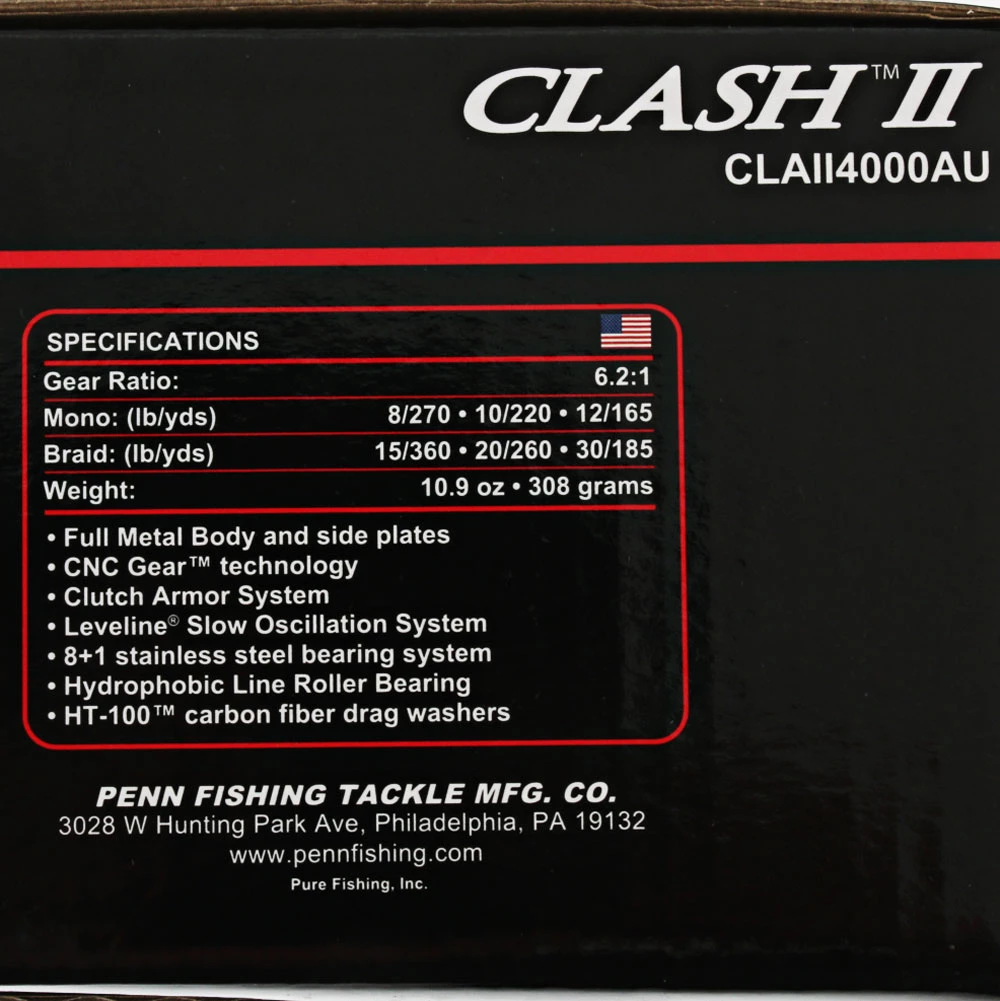 CLASH™ II
CLAII4000AU
SPECIFICATIONS
Gear Ratio: 6.2:1
Mono: (lb/yds) 8/270 • 10/220 • 12/165
Braid: (lb/yds) 15/360 • 20/260 • 30/185
Weight: 10.9 oz • 308 grams
• Full Metal Body and side plates
• CNC Gear™ technology
• Clutch Armor System
• Leveline® Slow Oscillation System
• 8+1 stainless steel bearing system
• Hydrophobic Line Roller Bearing
• HT-100™ carbon fiber drag washers
PENN FISHING TACKLE MFG. CO.
3028 W Hunting Park Ave, Philadelphia, PA 19132
www.pennfishing.com
Pure Fishing, Inc.